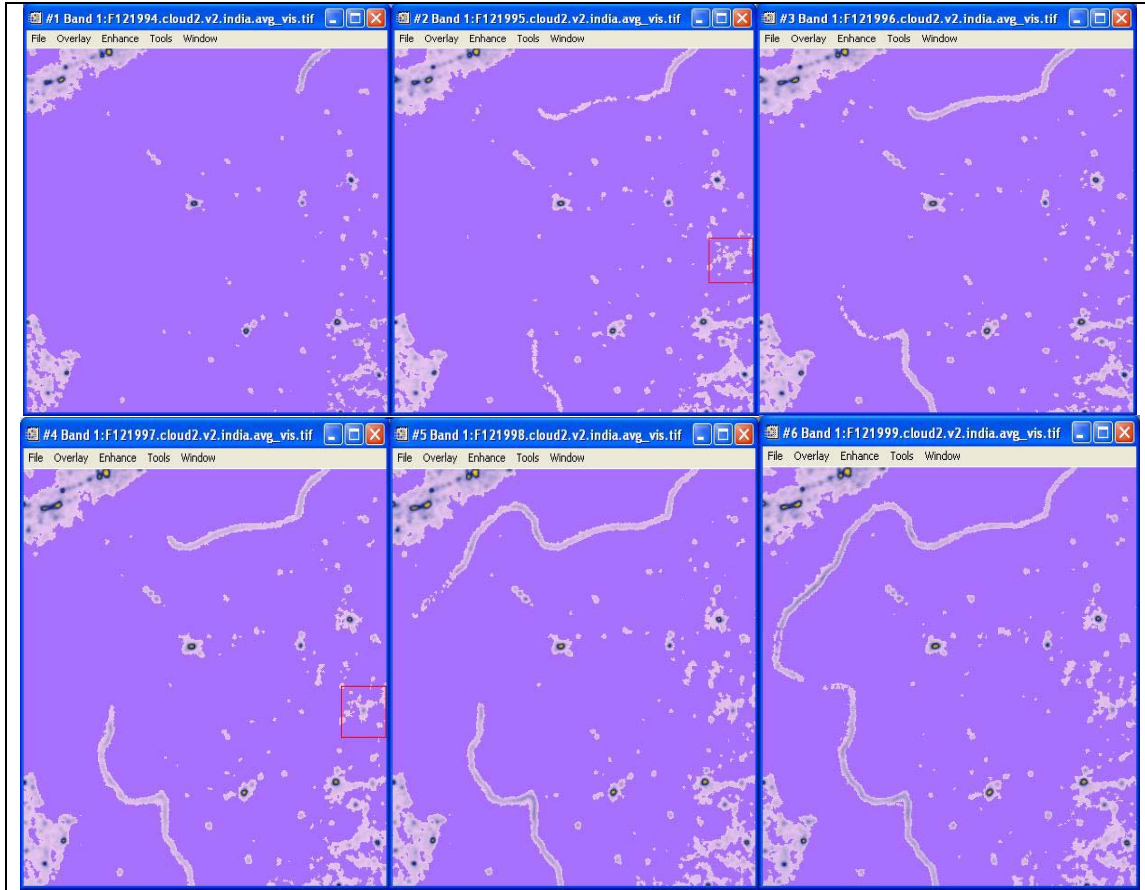 #1 Band 1:F121994.cloud2.v2.india.avg_vis.tif
File Overlay Enhance Tools Window
#2 Band 1:F121995.cloud2.v2.india.avg_vis.tif
File Overlay Enhance Tools Window
#3 Band 1:F121996.cloud2.v2.india.avg_vis.tif
File Overlay Enhance Tools Window
#4 Band 1:F121997.cloud2.v2.india.avg_vis.tif
File Overlay Enhance Tools Window
#5 Band 1:F121998.cloud2.v2.india.avg_vis.tif
File Overlay Enhance Tools Window
#6 Band 1:F121999.cloud2.v2.india.avg_vis.tif
File Overlay Enhance Tools Window